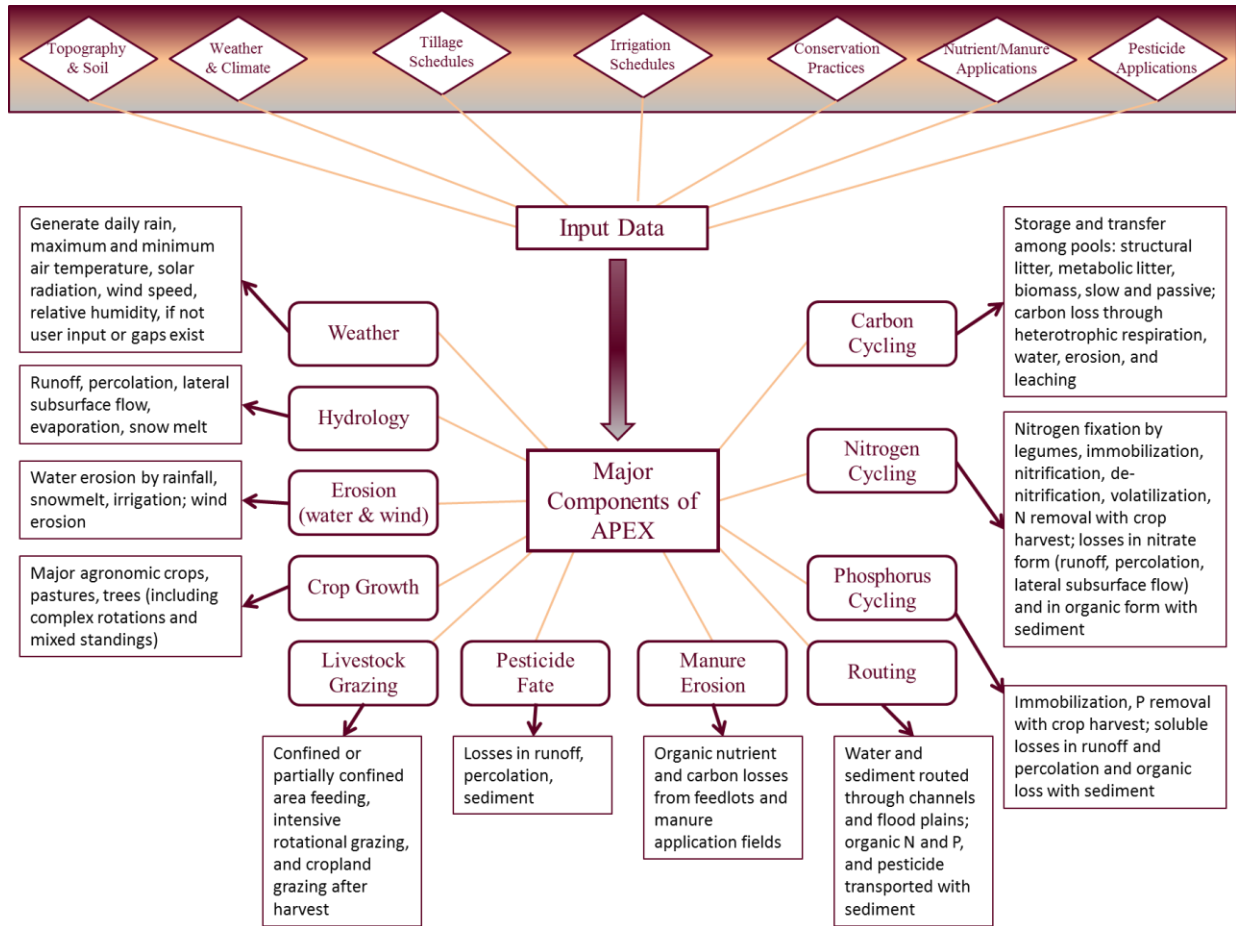 Topography
& Soil
Weather
& Climate
Tillage
Schedules
Irrigation
Schedules
Conservation
Practices
Nutrient/Manure
Applications
Pesticide
Applications
Input Data
Generate daily rain,
maximum and minimum
air temperature, solar
radiation, wind speed,
relative humidity, if not
user input or gaps exist
Weather
Runoff, percolation, lateral
subsurface flow,
evaporation, snow melt
Hydrology
Water erosion by rainfall,
snowmelt, irrigation; wind
erosion
Erosion
(water & wind)
Major agronomic crops,
pastures, trees (including
complex rotations and
mixed standings)
Crop Growth
Major
Components of
APEX
Carbon
Cycling
Storage and transfer
among pools: structural
litter, metabolic litter,
biomass, slow and passive;
carbon loss through
heterotrophic respiration,
water, erosion, and
leaching
Nitrogen
Cycling
Nitrogen fixation by
legumes, immobilization,
nitrification, de-
nitrification, volatilization,
N removal with crop
harvest; losses in nitrate
form (runoff, percolation,
lateral subsurface flow)
and in organic form with
sediment
Phosphorus
Cycling
Immobilization, P removal
with crop harvest; soluble
losses in runoff and
percolation and organic
loss with sediment
Livestock
Grazing
Confined or
partially confined
area feeding,
intensive
rotational grazing,
and cropland
grazing after
harvest
Pesticide
Fate
Losses in runoff,
percolation,
sediment
Manure
Erosion
Organic nutrient
and carbon losses
from feedlots and
manure
application fields
Routing
Water and
sediment routed
through channels
and flood plains;
organic N and P,
and pesticide
transported with
sediment